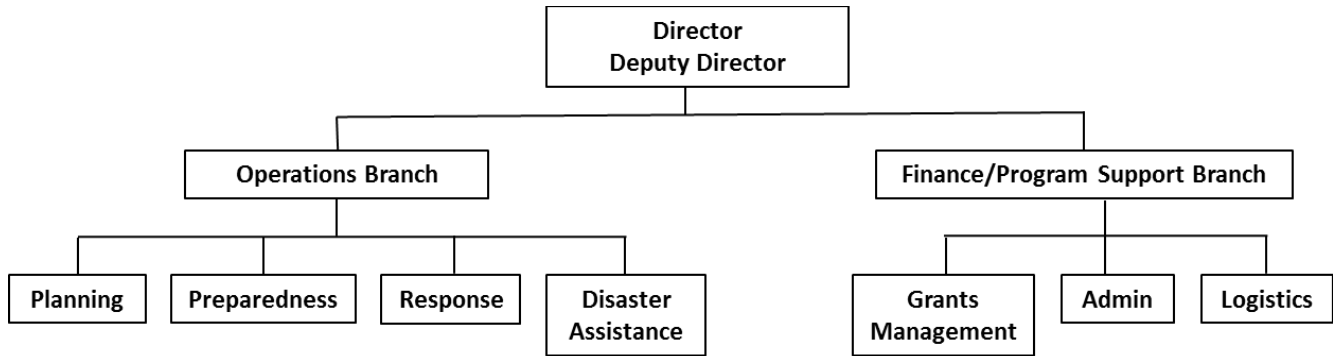 Director
Deputy Director
Operations Branch
Finance/Program Support Branch
Planning
Preparedness
Response
Disaster
Assistance
Grants
Management
Admin
Logistics